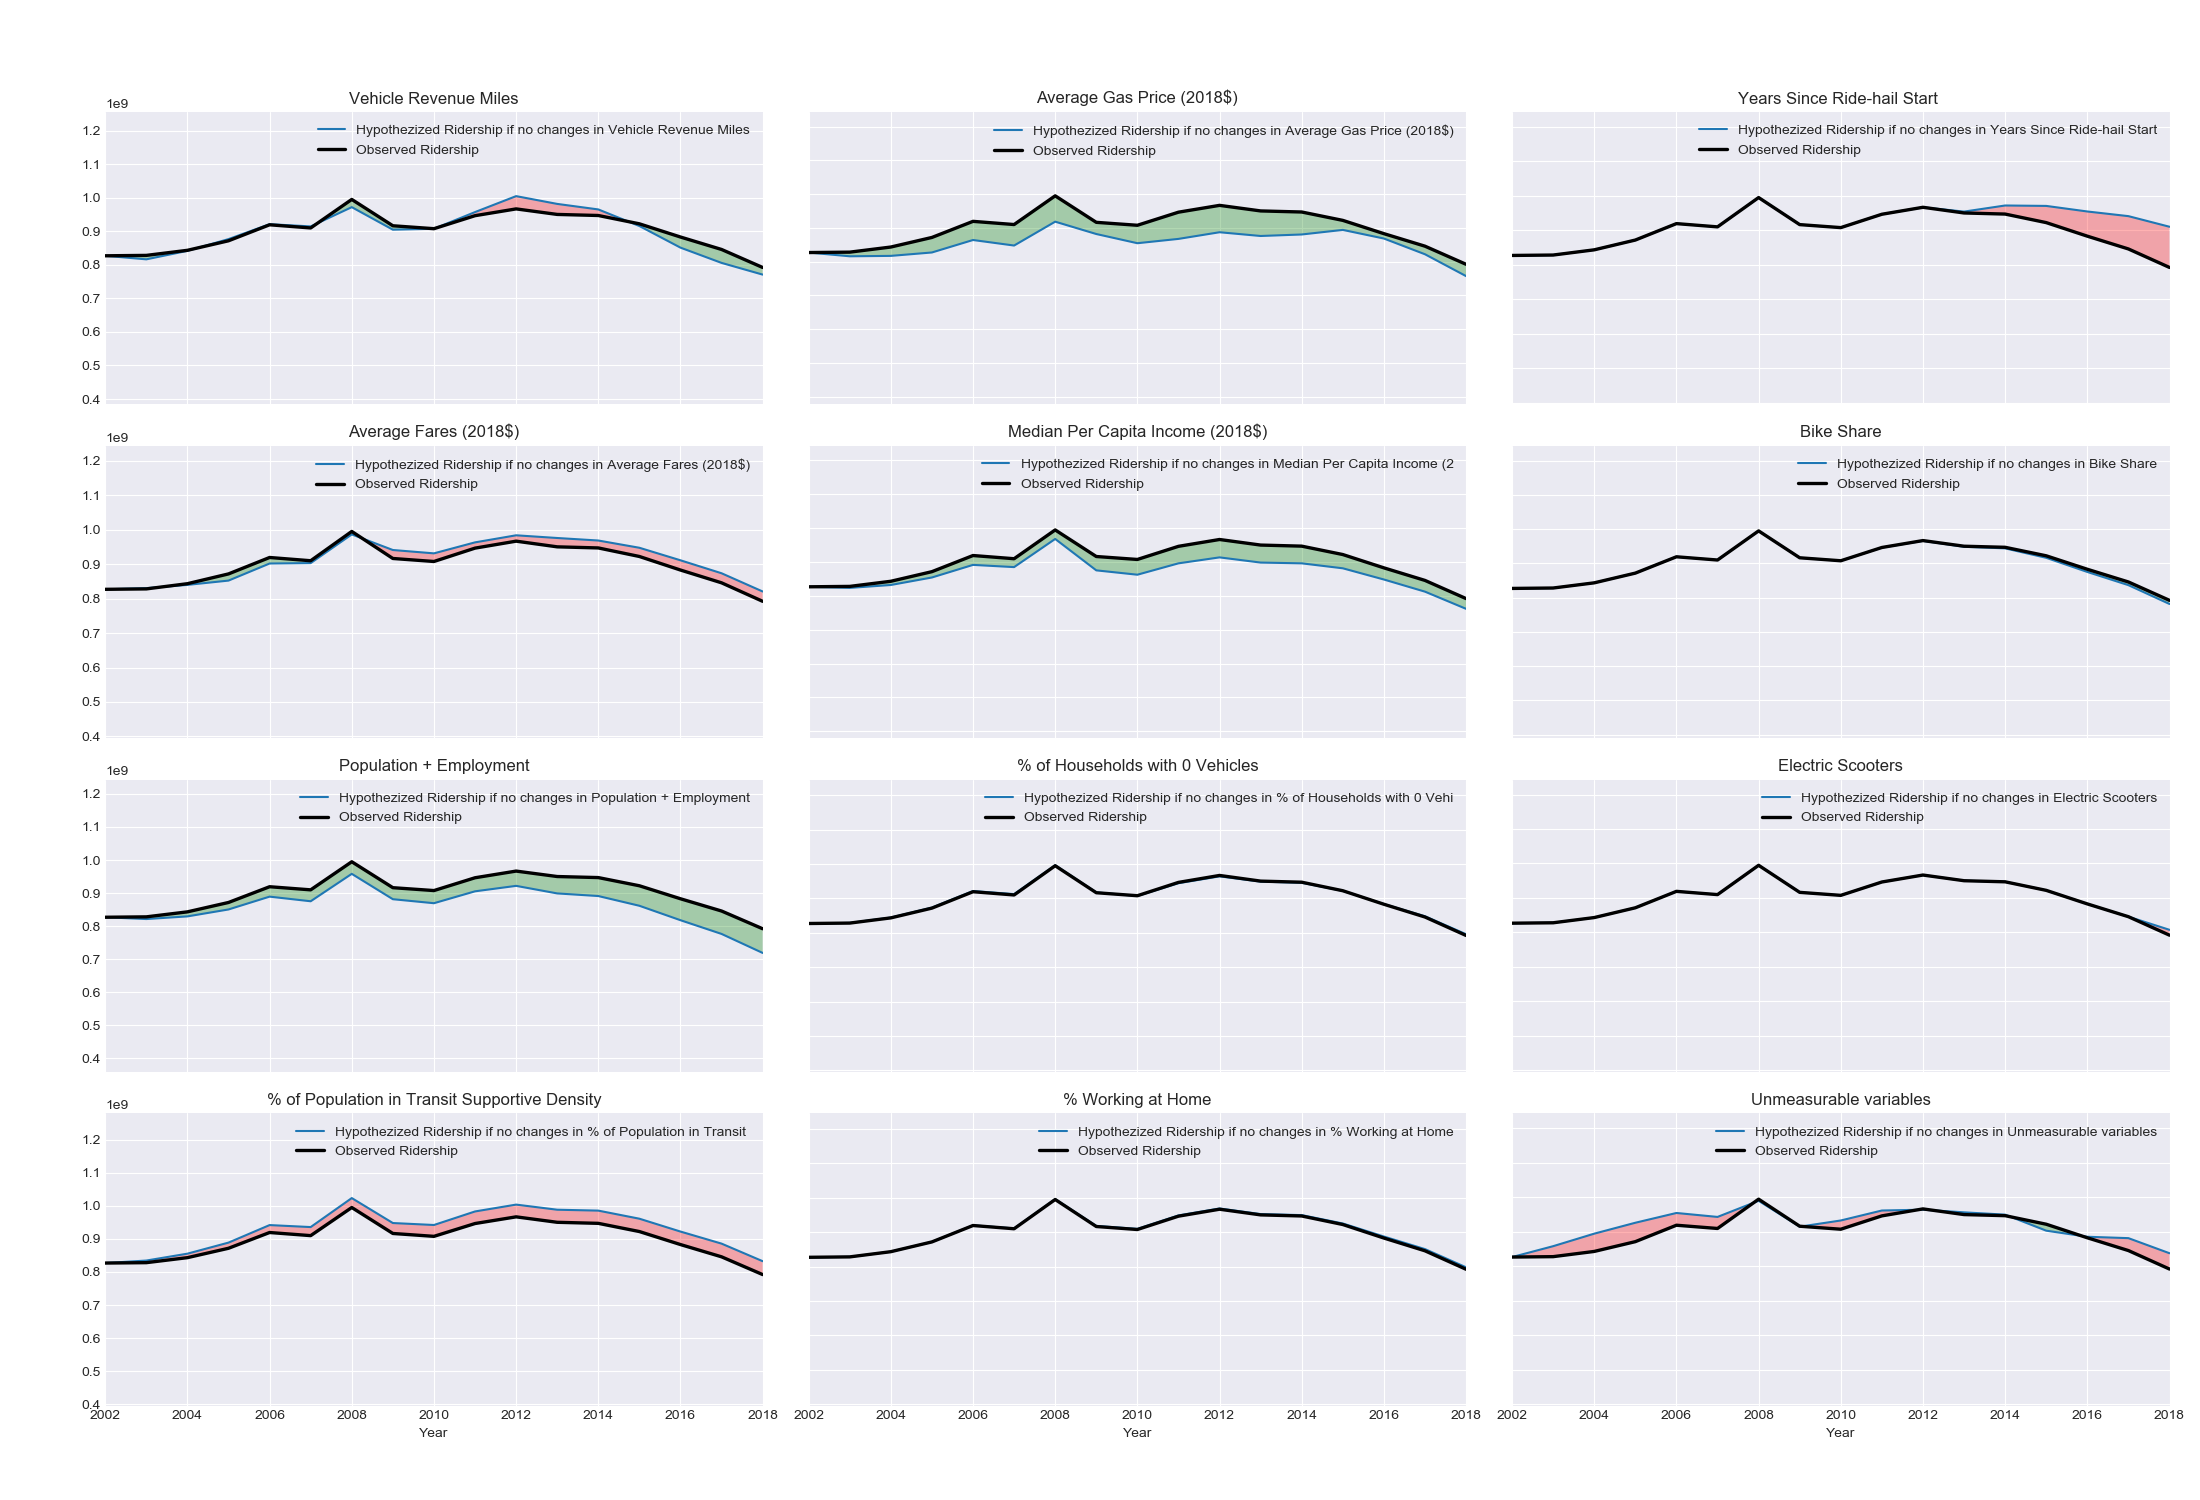 Vehicle Revenue Miles
Average Gas Price (2018$)
Years Since Ride-hail Start
1e9
Hypothezized Ridership if no changes in Vehicle Revenue Miles
Observed Ridership
Hypothezized Ridership if no changes in Average Gas Price (2018$)
Observed Ridership
Hypothezized Ridership if no changes in Years Since Ride-hail Start
Observed Ridership
1.2
1.1
1.0
0.9
0.8
0.7
0.6
0.5
0.4
Average Fares (2018$)
Median Per Capita Income (2018$)
Bike Share
1e9
Hypothezized Ridership if no changes in Average Fares (2018$)
Observed Ridership
Hypothezized Ridership if no changes in Median Per Capita Income (2
Observed Ridership
Hypothezized Ridership if no changes in Bike Share
Observed Ridership
1.2
1.1
1.0
0.9
0.8
0.7
0.6
0.5
0.4
Population + Employment
% of Households with 0 Vehicles
Electric Scooters
1e9
Hypothezized Ridership if no changes in Population + Employment
Observed Ridership
Hypothezized Ridership if no changes in % of Households with 0 Vehi
Observed Ridership
Hypothezized Ridership if no changes in Electric Scooters
Observed Ridership
1.2
1.1
1.0
0.9
0.8
0.7
0.6
0.5
0.4
% of Population in Transit Supportive Density
% Working at Home
Unmeasurable variables
1e9
Hypothezized Ridership if no changes in % of Population in Transit
Observed Ridership
Hypothezized Ridership if no changes in % Working at Home
Observed Ridership
Hypothezized Ridership if no changes in Unmeasurable variables
Observed Ridership
1.2
1.1
1.0
0.9
0.8
0.7
0.6
0.5
0.4
2002 2004 2006 2008 2010 2012 2014 2016 2018
Year
2002 2004 2006 2008 2010 2012 2014 2016 2018
Year
2002 2004 2006 2008 2010 2012 2014 2016 2018
Year